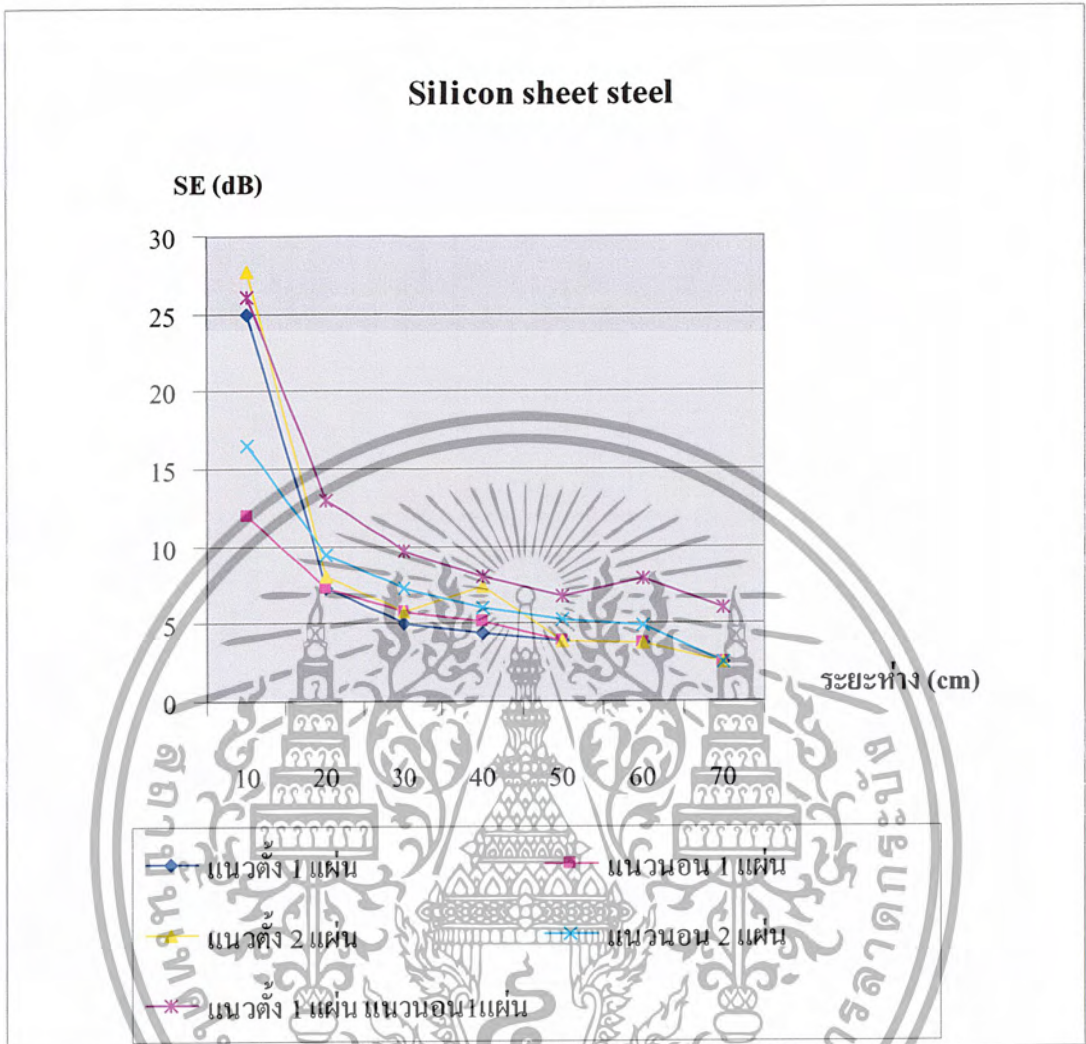 Silicon sheet steel
SE (dB)
30
25
20
15
10
5
0
ระยะห่าง (cm)
10 20 30 40 50 60 70
แนวตั้ง 1 แผ่น แนวนอน 1 แผ่น
แนวตั้ง 2 แผ่น แนวนอน 2 แผ่น
แนวตั้ง 1 แผ่น แนวนอน1แผ่น